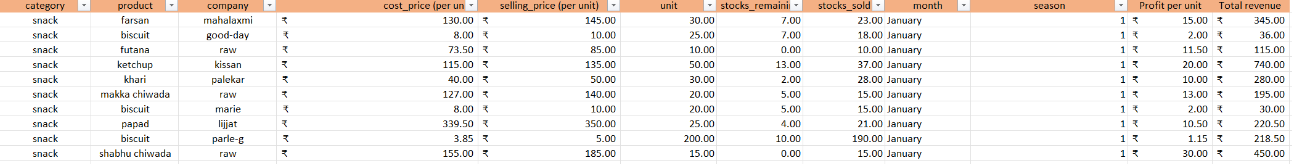 category product company cost_price (per un selling_price (per unit) unit stocks_remaini stocks_sold month season Profit per unit Total revenue
snack farsan mahalaxmi ₹ 130.00 ₹ 145.00 30.00 7.00 23.00 January 1 ₹ 15.00 ₹ 345.00
snack biscuit good-day ₹ 8.00 ₹ 10.00 25.00 7.00 18.00 January 1 ₹ 2.00 ₹ 36.00
snack futana raw ₹ 73.50 ₹ 85.00 10.00 0.00 10.00 January 1 ₹ 11.50 ₹ 115.00
snack ketchup kissan ₹ 115.00 ₹ 135.00 50.00 13.00 37.00 January 1 ₹ 20.00 ₹ 740.00
snack khari palekar ₹ 40.00 ₹ 50.00 30.00 2.00 28.00 January 1 ₹ 10.00 ₹ 280.00
snack makka chiwada raw ₹ 127.00 ₹ 140.00 20.00 5.00 15.00 January 1 ₹ 13.00 ₹ 195.00
snack biscuit marie ₹ 8.00 ₹ 10.00 20.00 5.00 15.00 January 1 ₹ 2.00 ₹ 30.00
snack papad lijjat ₹ 339.50 ₹ 350.00 25.00 4.00 21.00 January 1 ₹ 10.50 ₹ 220.50
snack biscuit parle-g ₹ 3.85 ₹ 5.00 200.00 10.00 190.00 January 1 ₹ 1.15 ₹ 218.50
snack shabhu chiwada raw ₹ 155.00 ₹ 185.00 15.00 0.00 15.00 January 1 ₹ 30.00 ₹ 450.00